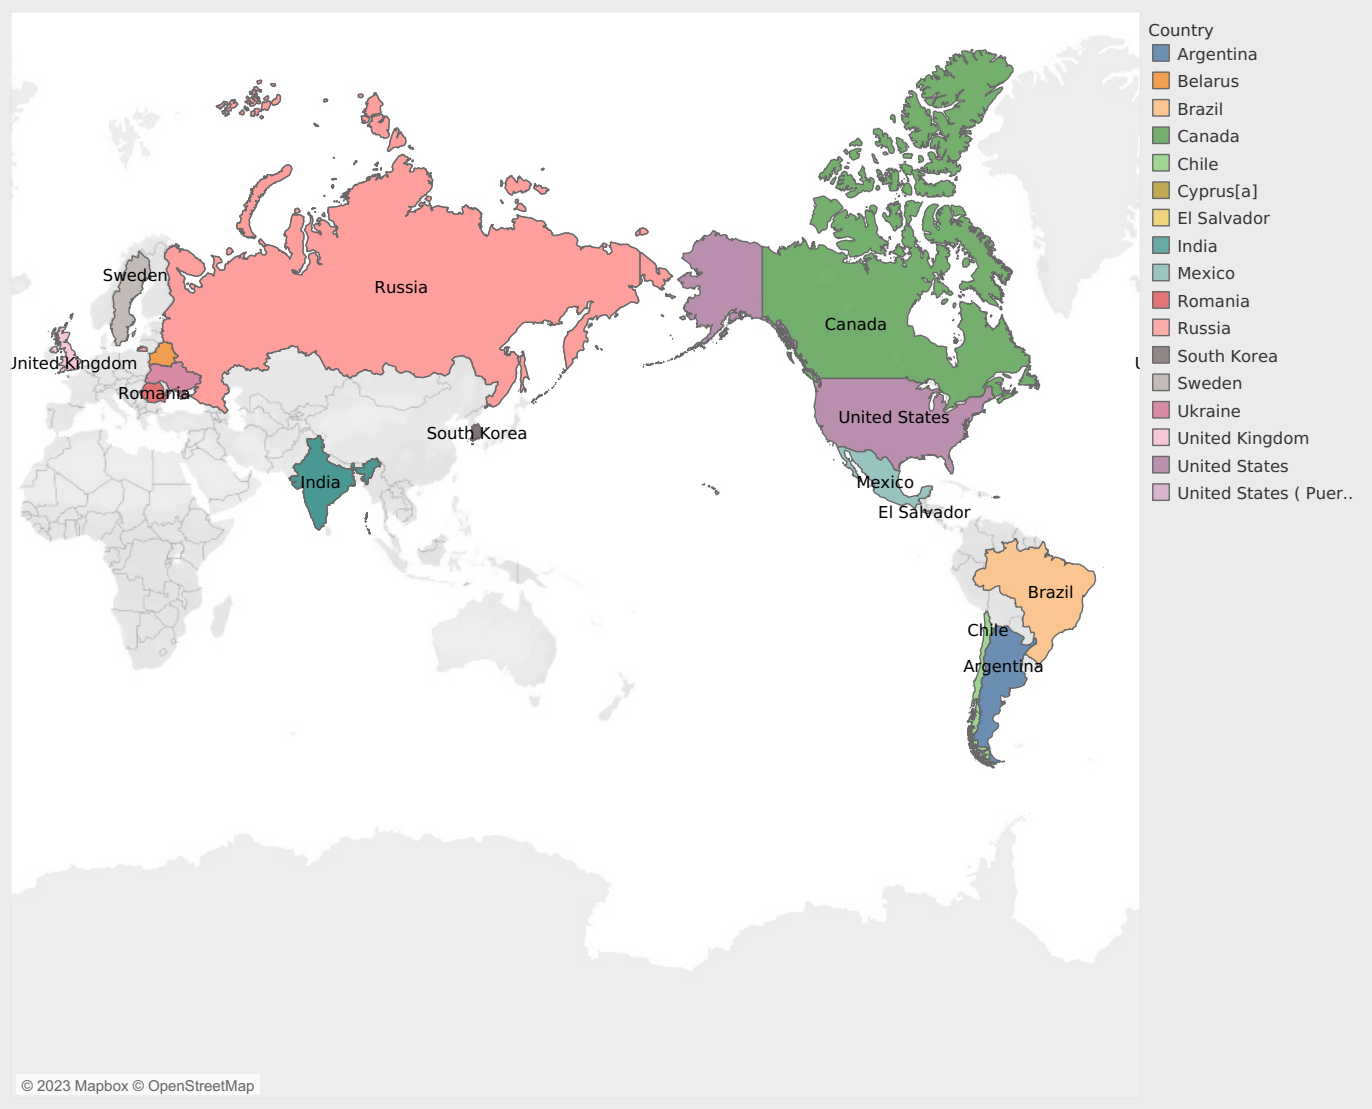 Country
Argentina
Belarus
Brazil
Canada
Chile
Cyprus[a]
El Salvador
India
Mexico
Romania
Russia
South Korea
Sweden
Ukraine
United Kingdom
United States
United States ( Puer..
Sweden
Russia
Canada
United Kingdom
Romania
United States
South Korea
India
Mexico
El Salvador
Brazil
Chile
Argentina
© 2023 Mapbox © OpenStreetMap